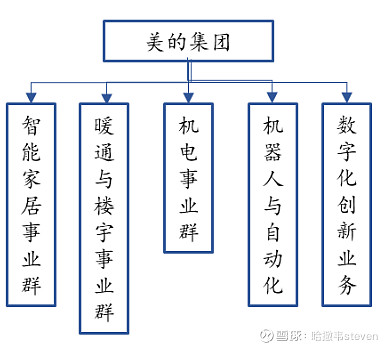 美的集团
智能家居事业群
暖通与楼宇事业群
机电事业群
机器人与自动化
数字化创新业务
雪球：哈撒韦steven